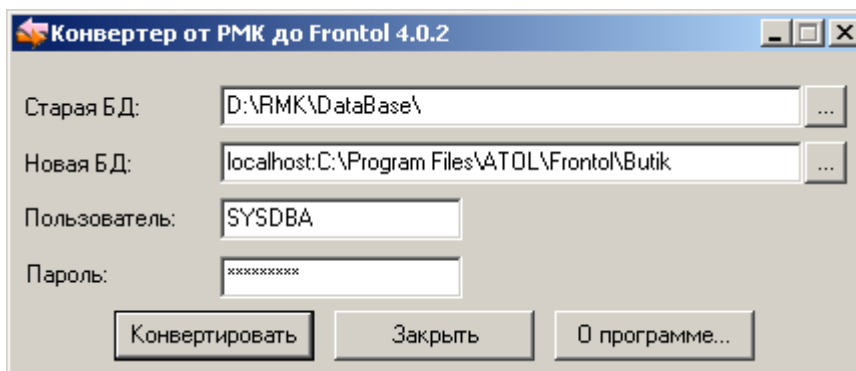 Конвертер от РМК до Frontol 4.0.2
Старая БД: D:\RMK\DataBase\ ...
Новая БД: localhost:C:\Program Files\ATOL\Frontol\Butik ...
Пользователь: SYSDBA
Пароль: *********
Конвертировать Закрыть О программе...